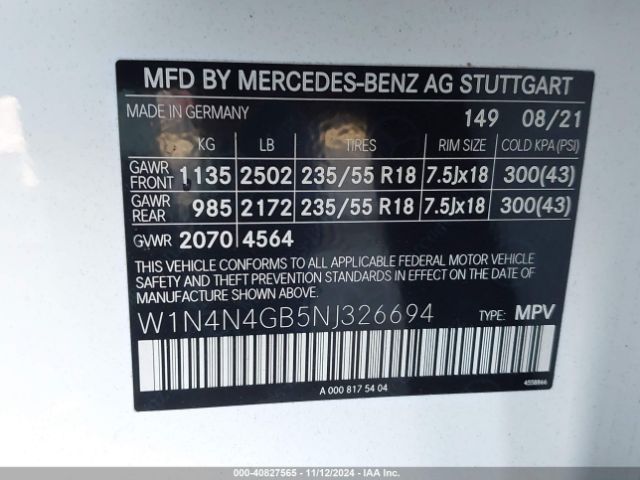 MFD BY MERCEDES-BENZ AG STUTTGART
MADE IN GERMANY 149 08/21
KG LB TIRES RIM SIZE COLD KPA (PSI)
GAWR FRONT 1135 2502 235/55 R18 7.5Jx18 300(43)
GAWR REAR 985 2172 235/55 R18 7.5Jx18 300(43)
GVWR 2070 4564
THIS VEHICLE CONFORMS TO ALL APPLICABLE FEDERAL MOTOR VEHICLE
SAFETY AND THEFT PREVENTION STANDARDS IN EFFECT ON THE DATE OF
MANUFACTURE SHOWN ABOVE.
W1N4N4GB5NJ326694 TYPE: MPV
A 000 817 54 04 4558866
000-40827565 - 11/12/2024 - IAA Inc.